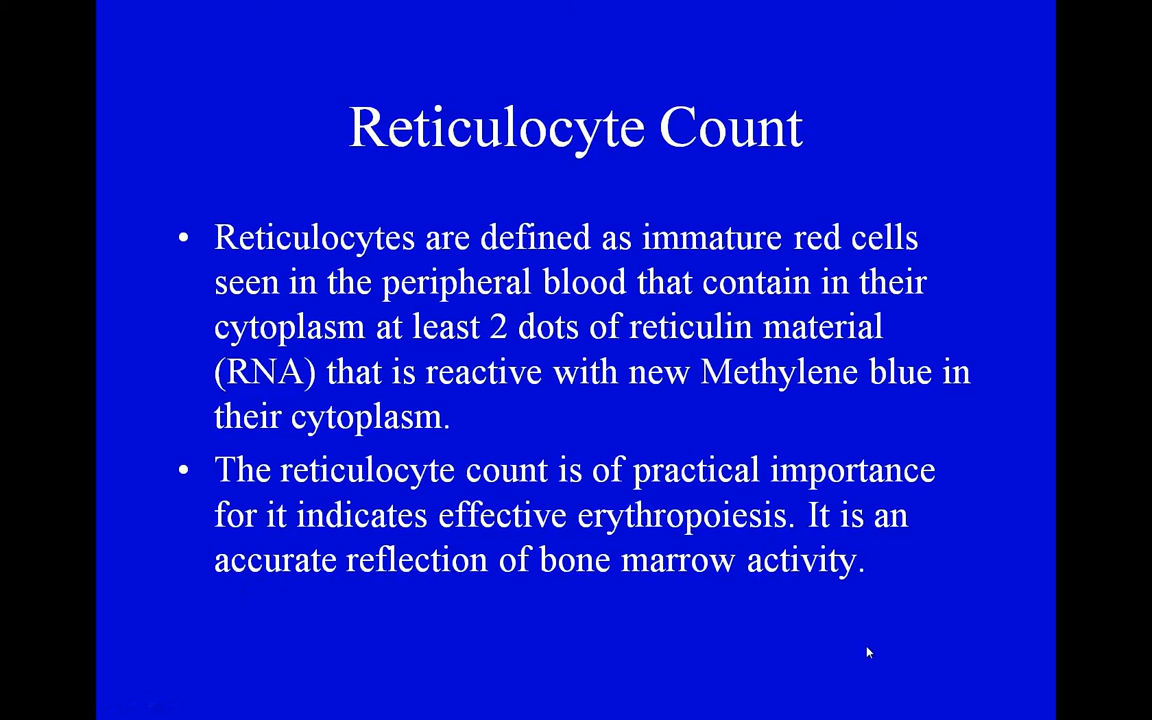 Reticulocyte Count
• Reticulocytes are defined as immature red cells
seen in the peripheral blood that contain in their
cytoplasm at least 2 dots of reticulin material
(RNA) that is reactive with new Methylene blue in
their cytoplasm.
• The reticulocyte count is of practical importance
for it indicates effective erythropoiesis. It is an
accurate reflection of bone marrow activity.